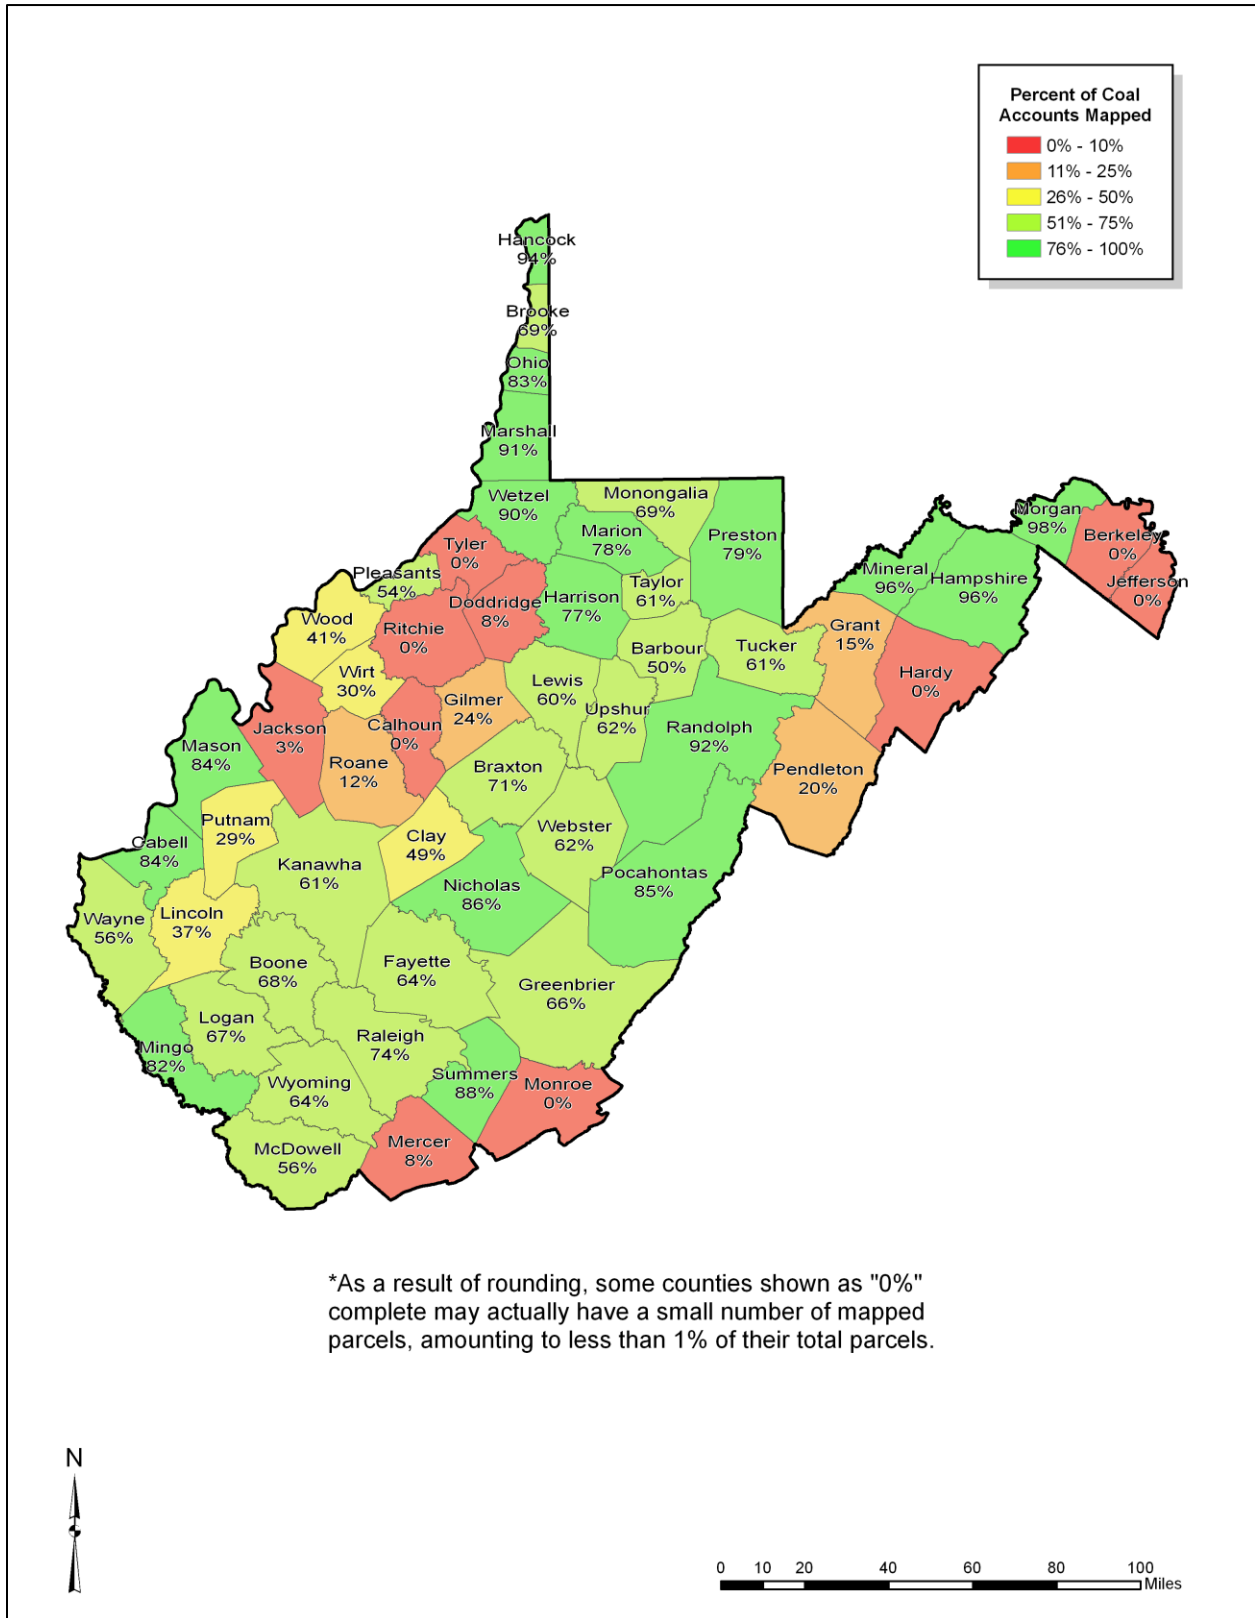 Percent of Coal
Accounts Mapped
0% - 10%
11% - 25%
26% - 50%
51% - 75%
76% - 100%
Hancock
94%
Brooke
69%
Ohio
83%
Marshall
91%
Wetzel
90%
Monongalia
69%
Marion
78%
Preston
79%
Morgan
98%
Berkeley
0%
Jefferson
0%
Mineral
96%
Hampshire
96%
Tyler
0%
Pleasants
54%
Doddridge
8%
Harrison
77%
Taylor
61%
Wood
41%
Ritchie
0%
Barbour
50%
Tucker
61%
Grant
15%
Hardy
0%
Wirt
30%
Lewis
60%
Gilmer
24%
Upshur
62%
Jackson
3%
Calhoun
0%
Randolph
92%
Mason
84%
Roane
12%
Braxton
71%
Pendleton
20%
Putnam
29%
Cabell
84%
Clay
49%
Webster
62%
Kanawha
61%
Nicholas
86%
Pocahontas
85%
Wayne
56%
Lincoln
37%
Boone
68%
Fayette
64%
Greenbrier
66%
Logan
67%
Raleigh
74%
Mingo
82%
Summers
88%
Wyoming
64%
Monroe
0%
McDowell
56%
Mercer
8%
*As a result of rounding, some counties shown as "0%"
complete may actually have a small number of mapped
parcels, amounting to less than 1% of their total parcels.
N
0 10 20 40 60 80 100
Miles